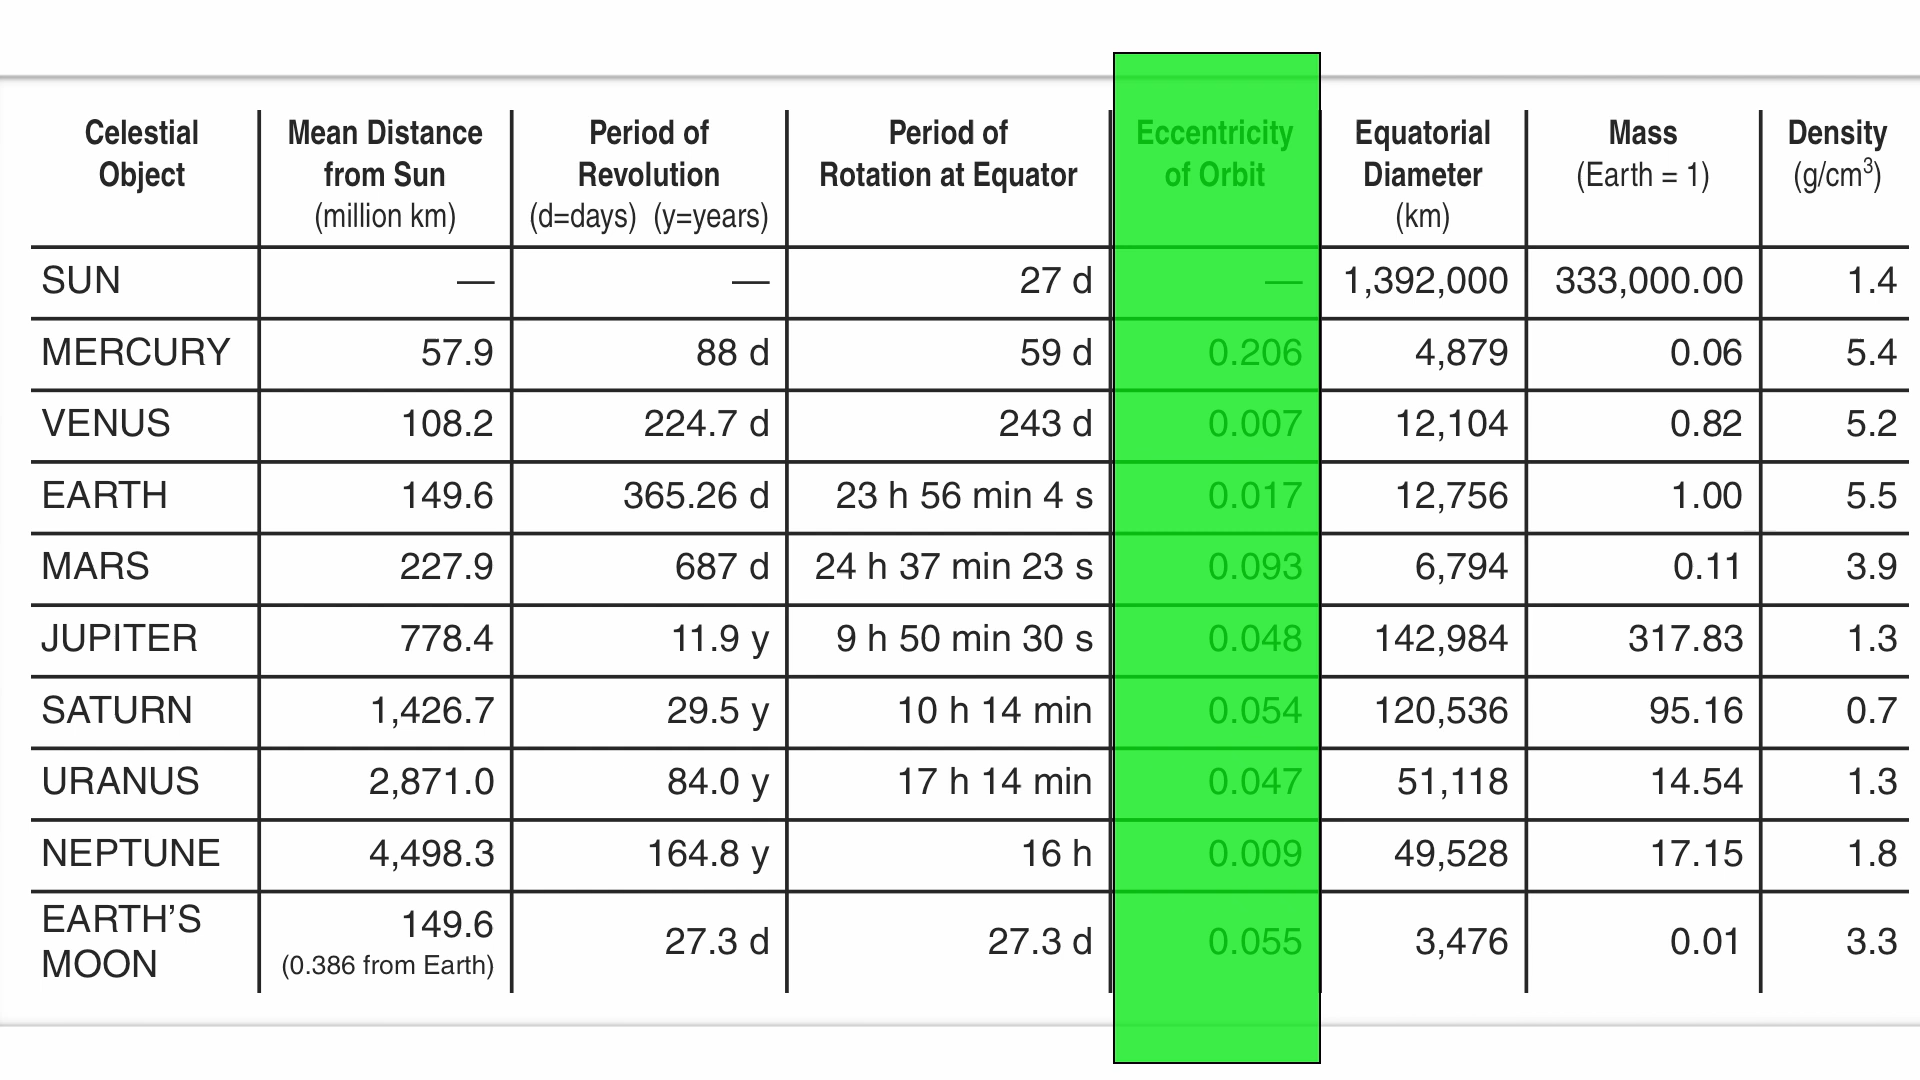 Celestial Object | Mean Distance from Sun (million km) | Period of Revolution (d=days) (y=years) | Period of Rotation at Equator | Eccentricity of Orbit | Equatorial Diameter (km) | Mass (Earth = 1) | Density (g/cm³)
SUN | — | — | 27 d | — | 1,392,000 | 333,000.00 | 1.4
MERCURY | 57.9 | 88 d | 59 d | 0.206 | 4,879 | 0.06 | 5.4
VENUS | 108.2 | 224.7 d | 243 d | 0.007 | 12,104 | 0.82 | 5.2
EARTH | 149.6 | 365.26 d | 23 h 56 min 4 s | 0.017 | 12,756 | 1.00 | 5.5
MARS | 227.9 | 687 d | 24 h 37 min 23 s | 0.093 | 6,794 | 0.11 | 3.9
JUPITER | 778.4 | 11.9 y | 9 h 50 min 30 s | 0.048 | 142,984 | 317.83 | 1.3
SATURN | 1,426.7 | 29.5 y | 10 h 14 min | 0.054 | 120,536 | 95.16 | 0.7
URANUS | 2,871.0 | 84.0 y | 17 h 14 min | 0.047 | 51,118 | 14.54 | 1.3
NEPTUNE | 4,498.3 | 164.8 y | 16 h | 0.009 | 49,528 | 17.15 | 1.8
EARTH'S MOON | 149.6 (0.386 from Earth) | 27.3 d | 27.3 d | 0.055 | 3,476 | 0.01 | 3.3